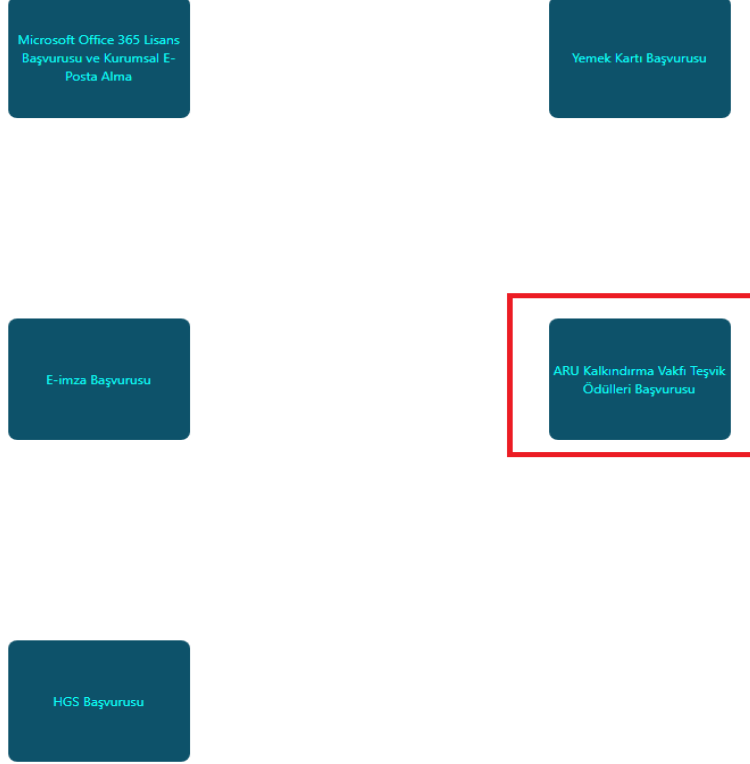 Microsoft Office 365 Lisans
Başvurusu ve Kurumsal E-
Posta Alma
Yemek Kartı Başvurusu
E-imza Başvurusu
ARU Kalkındırma Vakfı Teşvik
Ödülleri Başvurusu
HGS Başvurusu